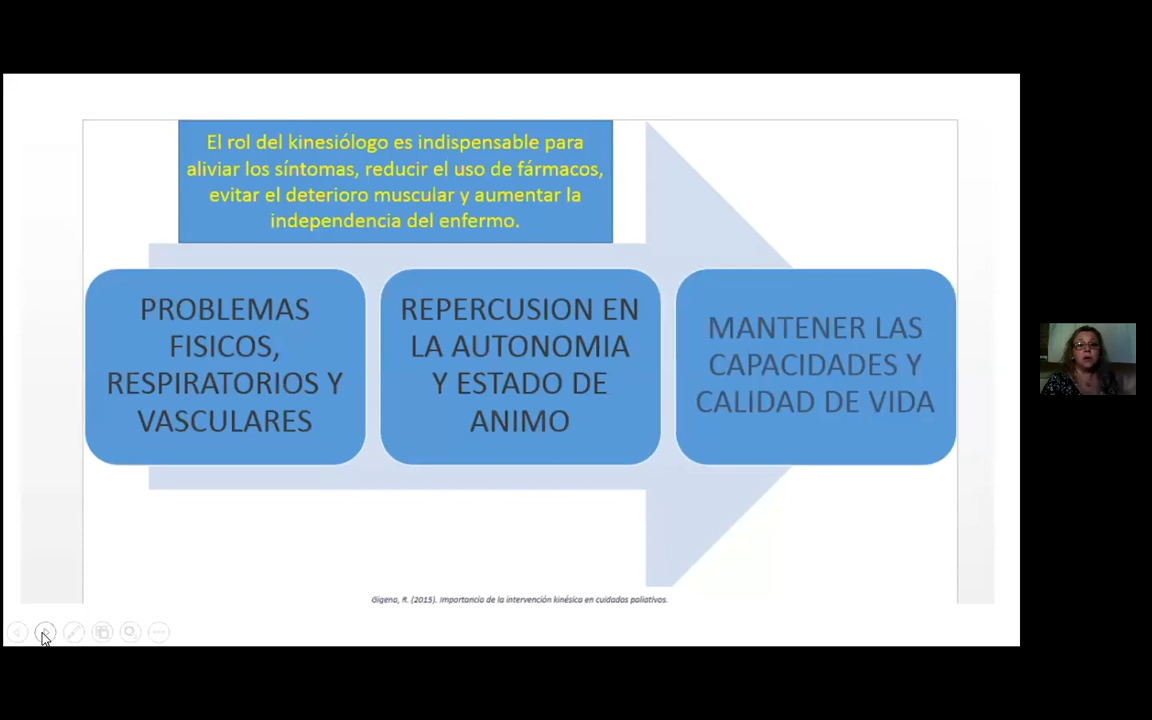 El rol del kinesiólogo es indispensable para
aliviar los síntomas, reducir el uso de fármacos,
evitar el deterioro muscular y aumentar la
independencia del enfermo.
PROBLEMAS
FISICOS,
RESPIRATORIOS Y
VASCULARES
REPERCUSION EN
LA AUTONOMIA
Y ESTADO DE
ANIMO
MANTENER LAS
CAPACIDADES Y
CALIDAD DE VIDA
Gigena, R. (2015). Importancia de la intervención kinésica en cuidados paliativos.